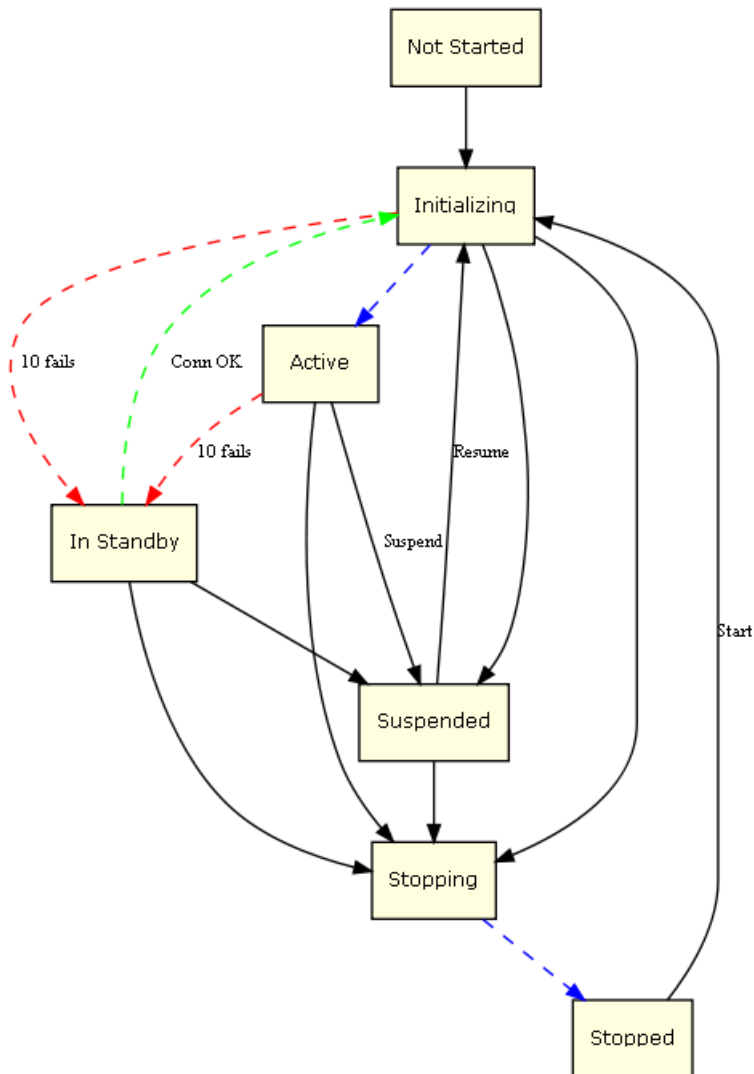 Not Started
Initializing
10 fails
Conn OK
Active
10 fails
Resume
In Standby
Suspend
Start
Suspended
Stopping
Stopped